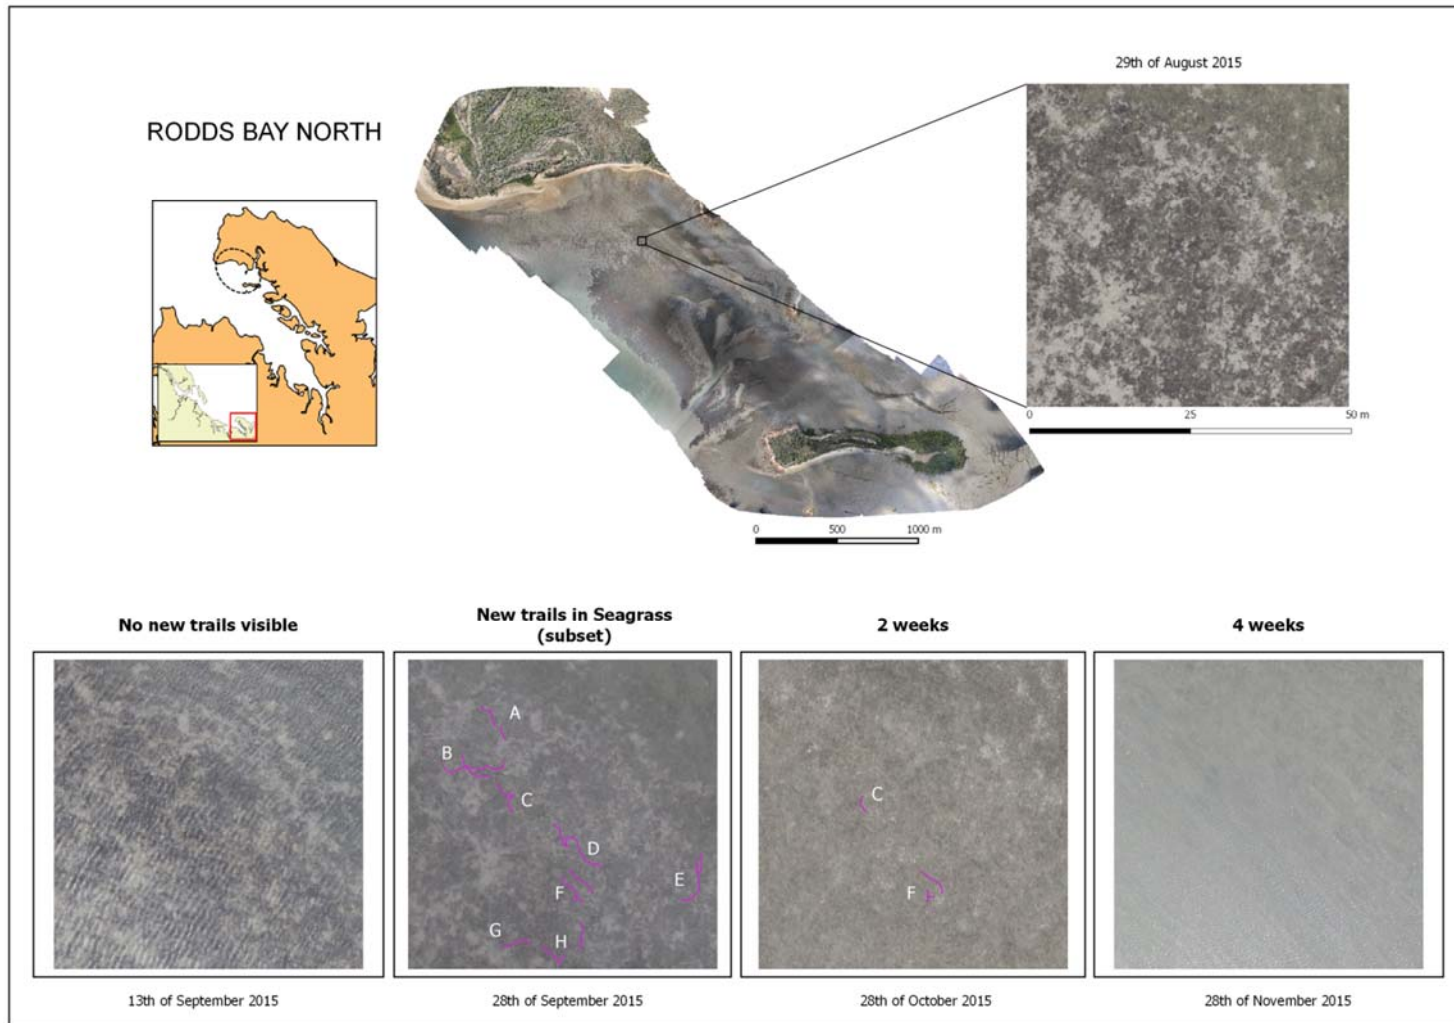 29th of August 2015
RODDS BAY NORTH
0 25 50 m
0 500 1000 m
No new trails visible
New trails in Seagrass
(subset)
2 weeks
4 weeks
A
B
C
D
E
F
G
H
C
F
13th of September 2015
28th of September 2015
28th of October 2015
28th of November 2015